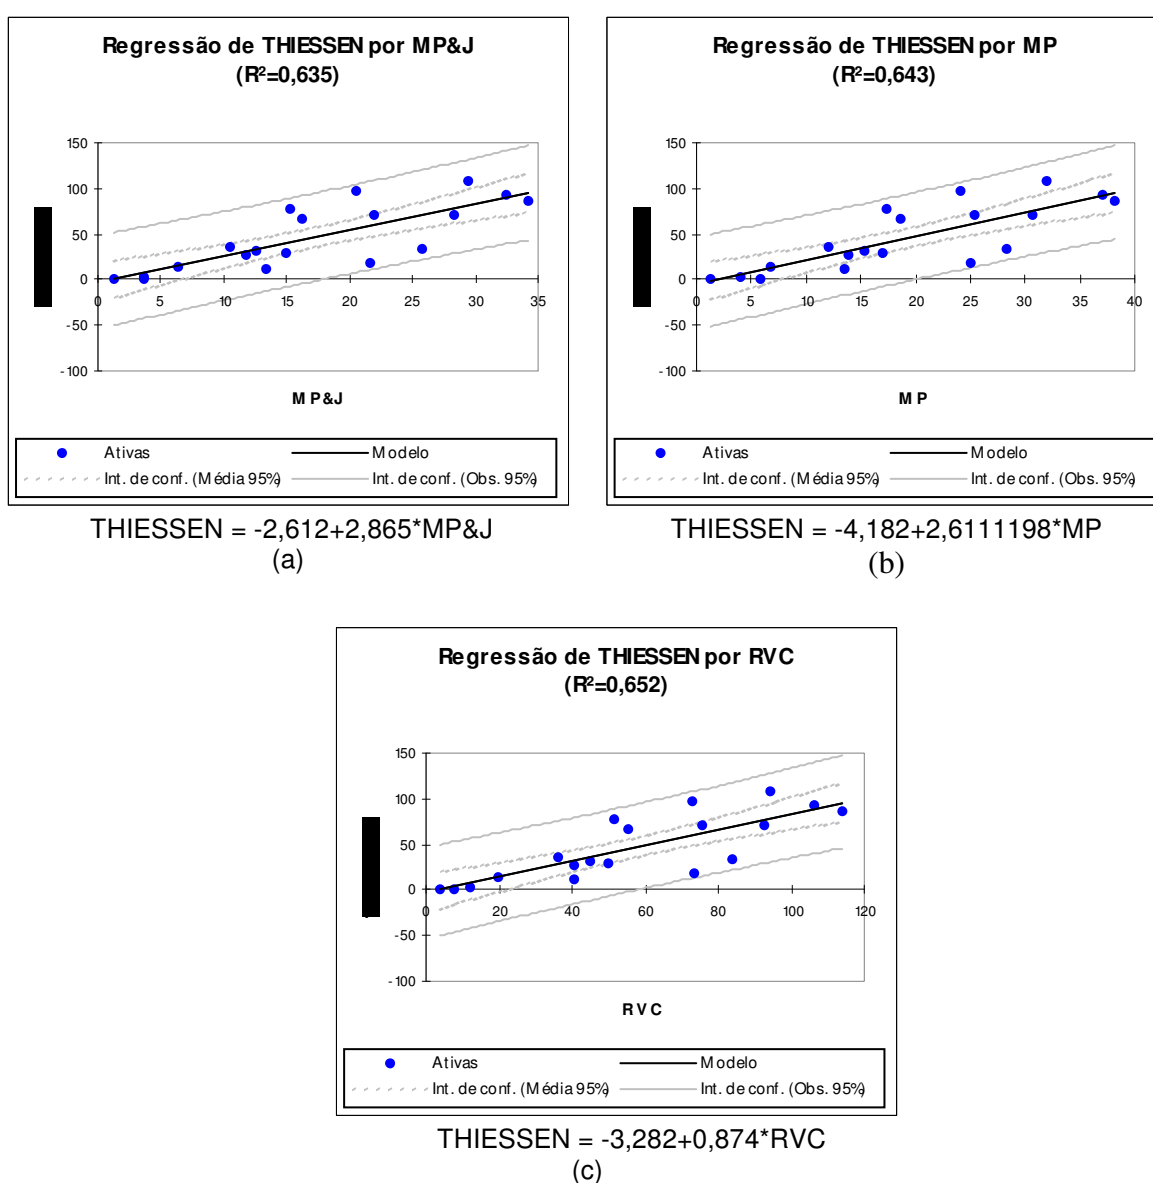 Regressão de THIESSEN por MP&J
(R²=0,635)
150
100
50
0
-50
-100
0 5 10 15 20 25 30 35
MP&J
Ativas Modelo
Int. de conf. (Média 95%) Int. de conf. (Obs. 95%)
THIESSEN = -2,612+2,865*MP&J
(a)
Regressão de THIESSEN por MP
(R²=0,643)
150
100
50
0
-50
-100
0 5 10 15 20 25 30 35 40
MP
Ativas Modelo
Int. de conf. (Média 95%) Int. de conf. (Obs. 95%)
THIESSEN = -4,182+2,6111198*MP
(b)
Regressão de THIESSEN por RVC
(R²=0,652)
150
100
50
0
-50
-100
0 20 40 60 80 100 120
RVC
Ativas Modelo
Int. de conf. (Média 95%) Int. de conf. (Obs. 95%)
THIESSEN = -3,282+0,874*RVC
(c)